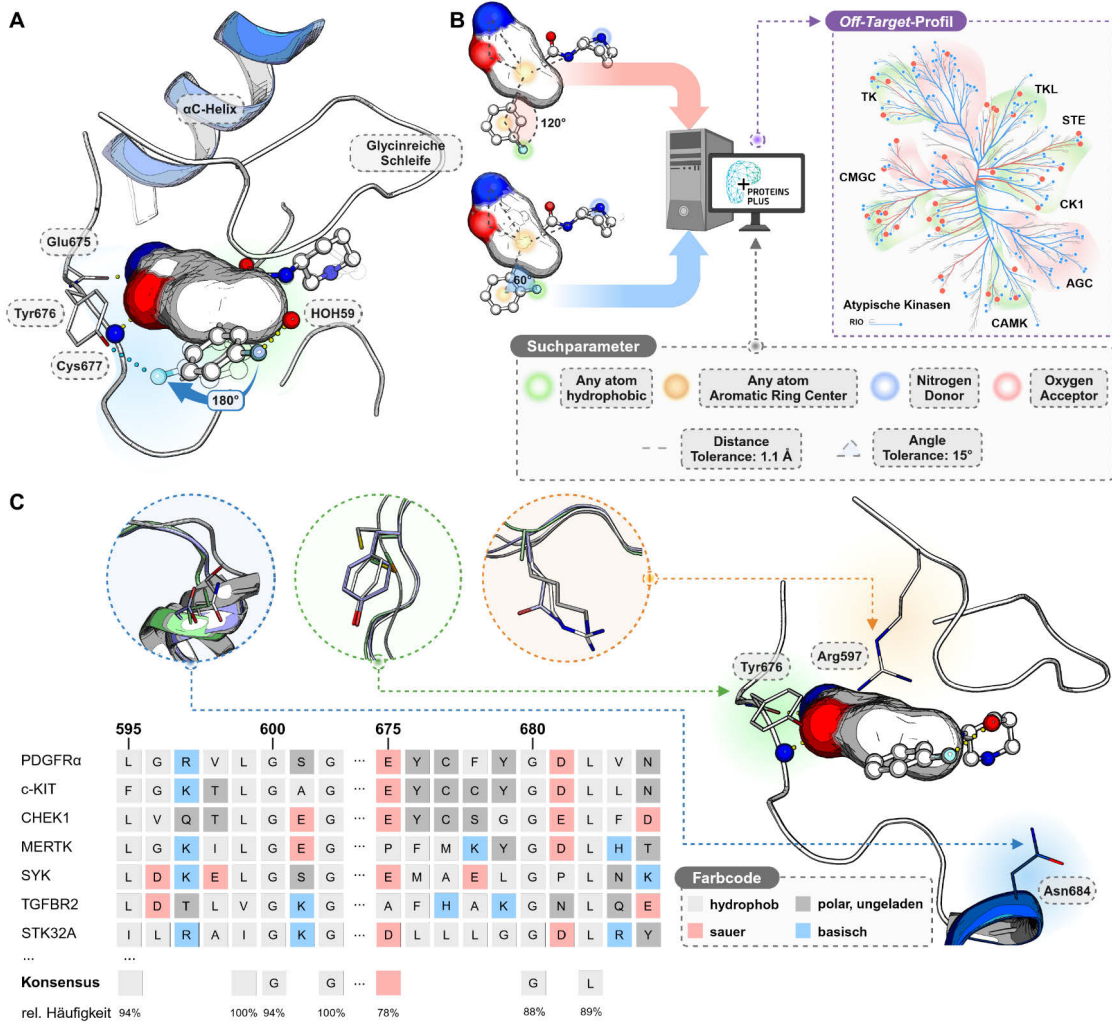 A
αC-Helix
Glycinreiche
Schleife
Glu675
Tyr676
HOH59
Cys677
180°
B
120°
60°
PROTEINS
PLUS
Off-Target-Profil
TK
TKL
STE
CMGC
CK1
AGC
Atypische Kinasen
RIO
CAMK
Suchparameter
Any atom
hydrophobic
Any atom
Aromatic Ring Center
Nitrogen
Donor
Oxygen
Acceptor
Distance
Tolerance: 1.1 Å
Angle
Tolerance: 15°
C
Tyr676
Arg597
Asn684
595 600 675 680
PDGFRα L G R V L G S G ... E Y C F Y G D L V N
c-KIT F G K T L G A G ... E Y C C Y G D L L N
CHEK1 L V Q T L G E G ... E Y C S G G E L F D
MERTK L G K I L G E G ... P F M K Y G D L H T
SYK L D K E L G S G ... E M A E L G P L N K
TGFBR2 L D T L V G K G ... A F H A K G N L Q E
STK32A I L R A I G K G ... D L L L G G D L R Y
... ...
Konsensus G G ... G L
rel. Häufigkeit 94% 100% 94% 100% 78% 88% 89%
Farbcode
hydrophob
polar, ungeladen
sauer
basisch